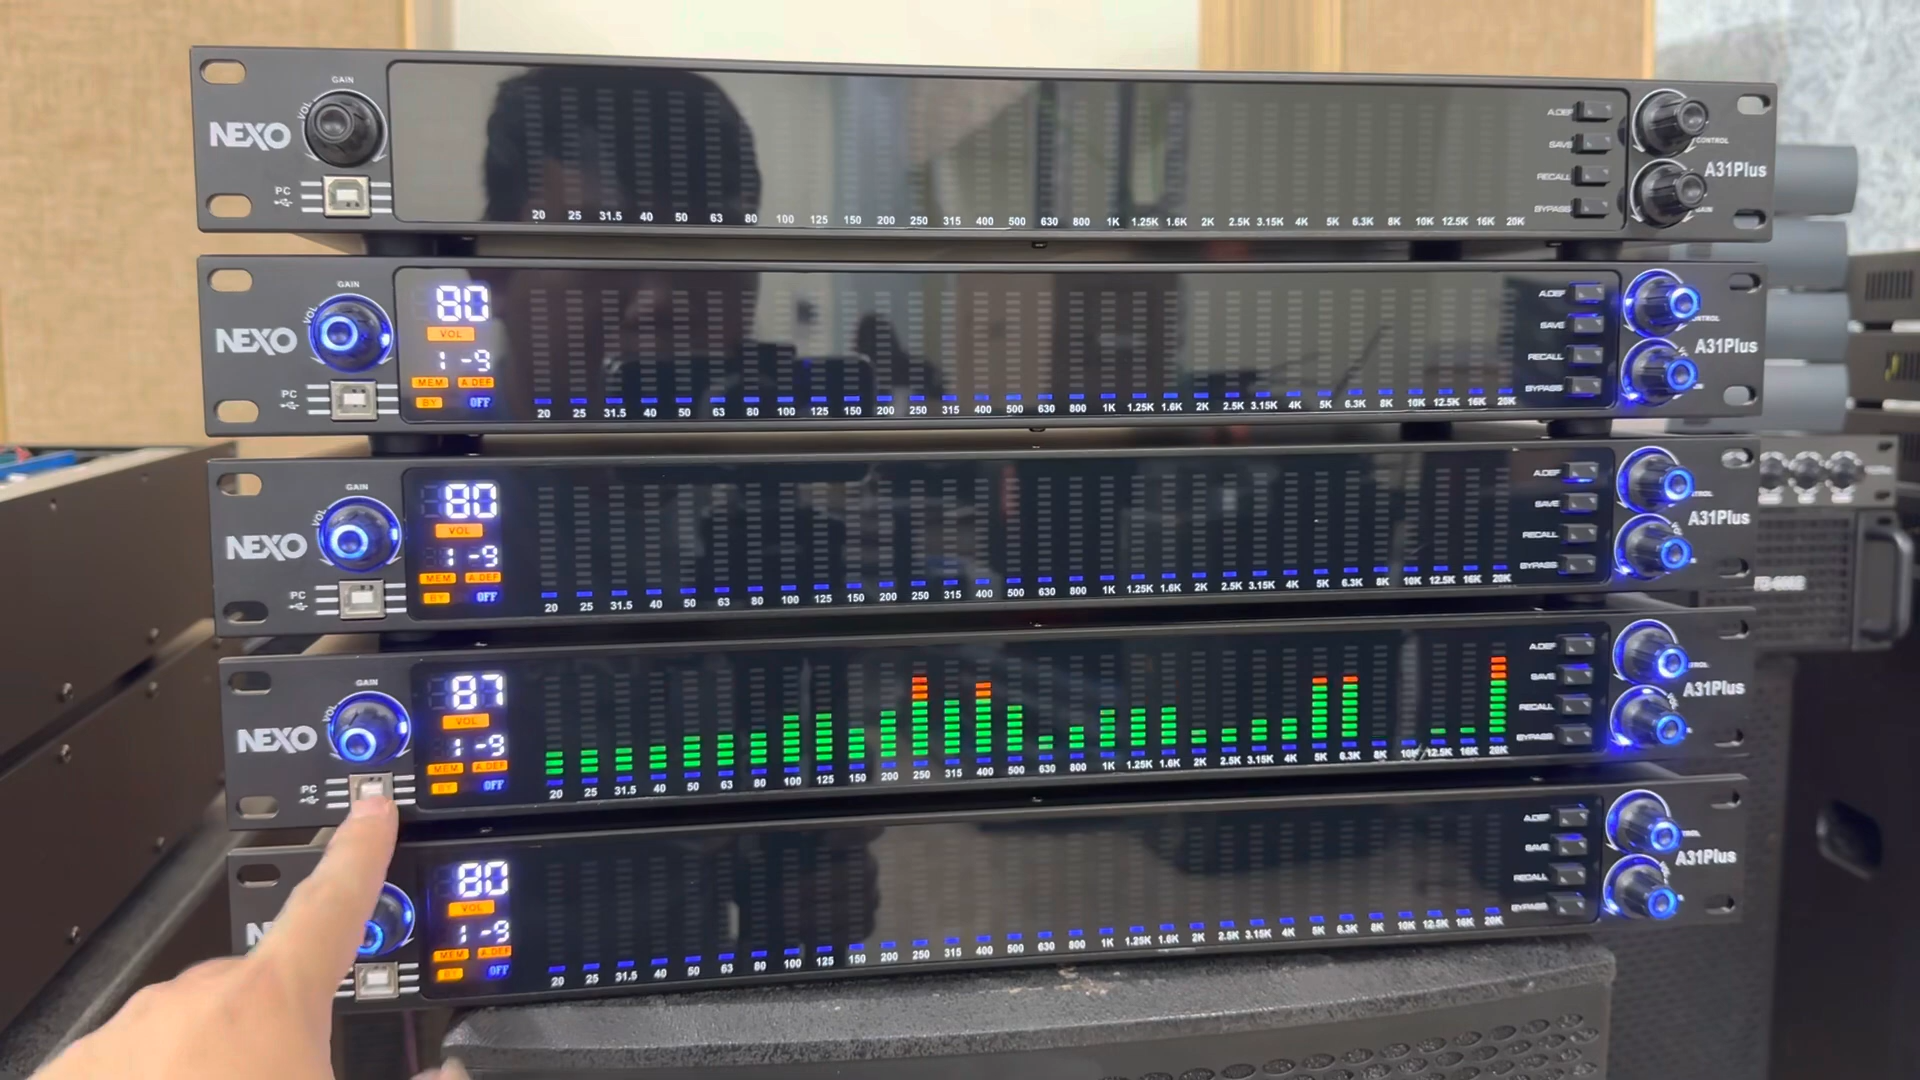 GAIN
VOL
NEXO
PC
20 25 31.5 40 50 63 80 100 125 150 200 250 315 400 500 630 800 1K 1.25K 1.6K 2K 2.5K 3.15K 4K 5K 6.3K 8K 10K 12.5K 16K 20K
A.DEF
SAVE
RECALL
BYPASS
CONTROL
GAIN
A31Plus
GAIN
VOL
NEXO
PC
80
VOL
1-9
MEM A.DEF
BY OFF
20 25 31.5 40 50 63 80 100 125 150 200 250 315 400 500 630 800 1K 1.25K 1.6K 2K 2.5K 3.15K 4K 5K 6.3K 8K 10K 12.5K 16K 20K
A.DEF
SAVE
RECALL
BYPASS
A31Plus
GAIN
VOL
NEXO
PC
80
VOL
1-9
MEM A.DEF
BY OFF
20 25 31.5 40 50 63 80 100 125 150 200 250 315 400 500 630 800 1K 1.25K 1.6K 2K 2.5K 3.15K 4K 5K 6.3K 8K 10K 12.5K 16K 20K
A.DEF
SAVE
RECALL
BYPASS
A31Plus
GAIN
VOL
NEXO
PC
87
VOL
1-9
MEM A.DEF
BY OFF
20 25 31.5 40 50 63 80 100 125 150 200 250 315 400 500 630 800 1K 1.25K 1.6K 2K 2.5K 3.15K 4K 5K 6.3K 8K 10K 12.5K 16K 20K
A.DEF
SAVE
RECALL
BYPASS
A31Plus
80
VOL
1-9
MEM A.DEF
BY OFF
20 25 31.5 40 50 63 80 100 125 150 200 250 315 400 500 630 800 1K 1.25K 1.6K 2K 2.5K 3.15K 4K 5K 6.3K 8K 10K 12.5K 16K 20K
A.DEF
SAVE
RECALL
BYPASS
A31Plus